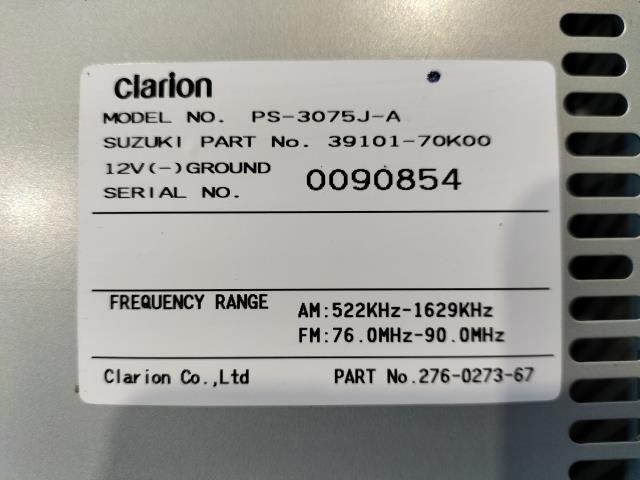 clarion
MODEL NO. PS-3075J-A
SUZUKI PART No. 39101-70K00
12V(-)GROUND
SERIAL NO. 0090854
FREQUENCY RANGE AM:522KHz-1629KHz
FM:76.0MHz-90.0MHz
Clarion Co.,Ltd PART No.276-0273-67